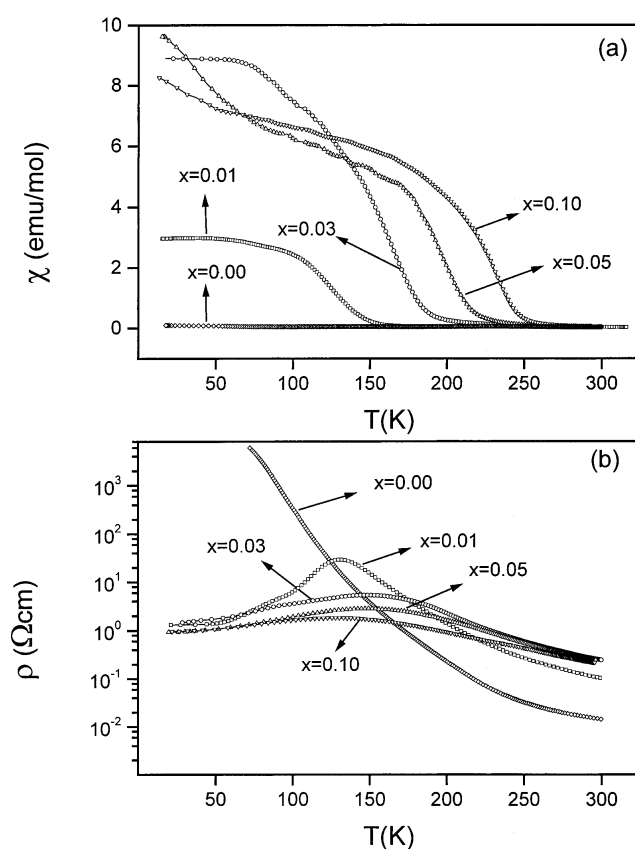 (a)
10
8
6
4
2
0
χ (emu/mol)
x=0.01
x=0.00
x=0.03
x=0.10
x=0.05
50 100 150 200 250 300
T(K)
(b)
10³
10²
10¹
10⁰
10⁻¹
10⁻²
ρ (Ωcm)
x=0.00
x=0.03
x=0.01
x=0.05
x=0.10
50 100 150 200 250 300
T(K)